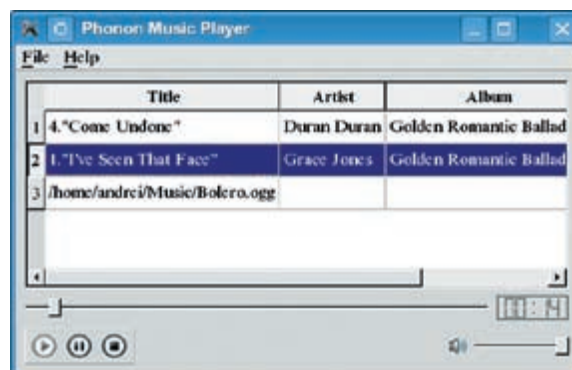 Phonon Music Player
File Help
Title Artist Album
1 4."Come Undone" Duran Duran Golden Romantic Ballad
2 1."I've Seen That Face" Grace Jones Golden Romantic Ballad
3 /home/andrei/Music/Bolero.ogg